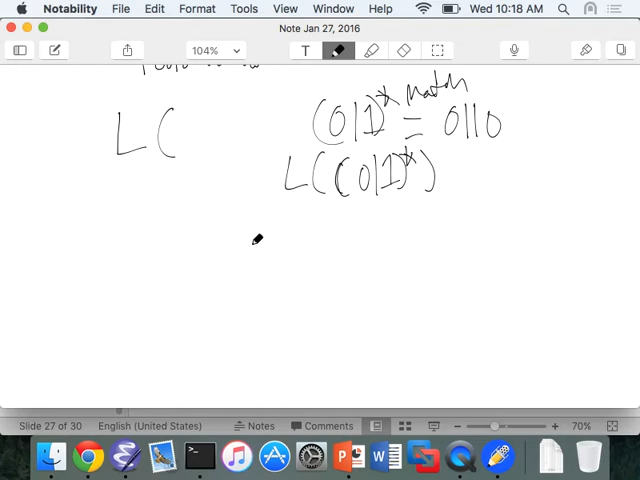 Notability File Edit Format Tools View Window Help Wed 10:18 AM
Note Jan 27, 2016
104% T
(0|1)* match = 0110
L(
L((0|1)*)
Slide 27 of 30 English (United States) Notes Comments 70%